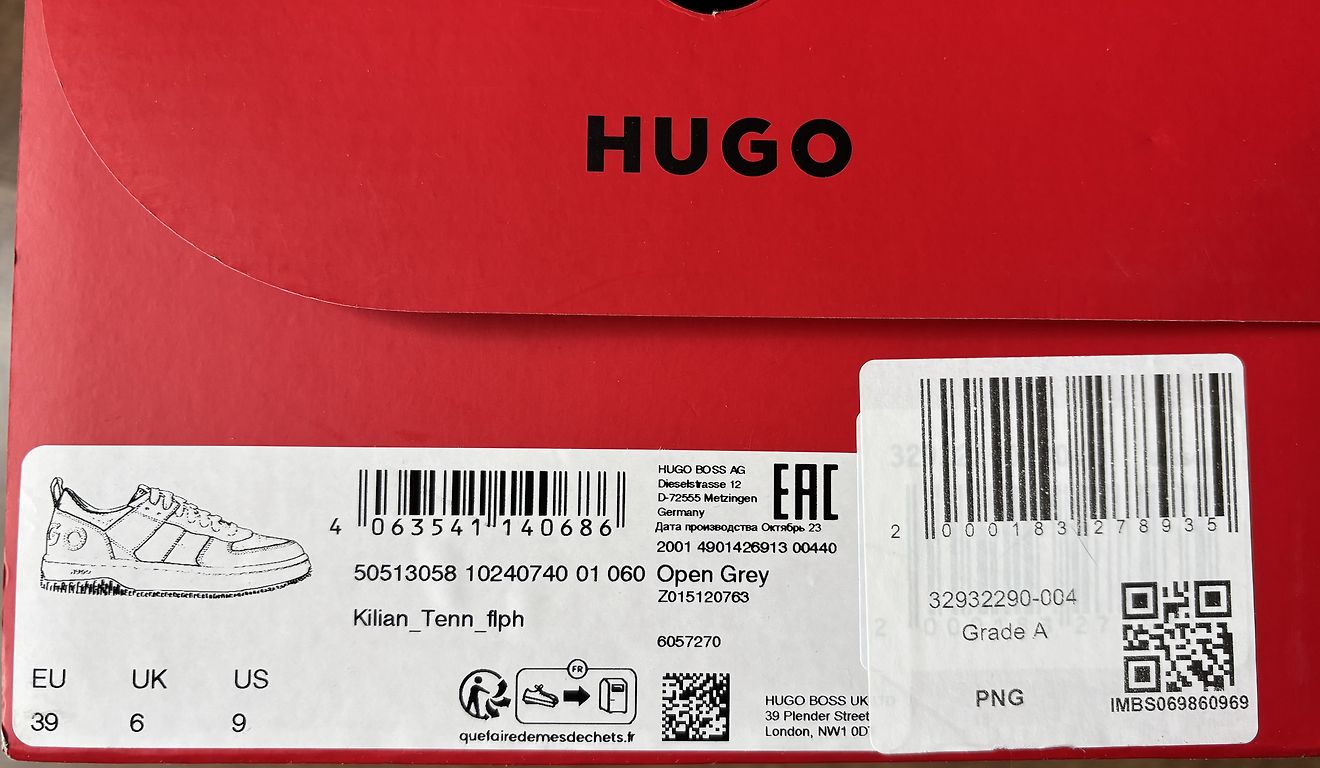 HUGO
4 063541 140686
50513058 10240740 01 060
Kilian_Tenn_flph
EU UK US
39 6 9
FR
quefairedemesdechets.fr
HUGO BOSS AG
Dieselstrasse 12
D-72555 Metzingen
Germany
EAC
Дата производства Октябрь 23
2001 4901426913 00440
Open Grey
Z015120763
6057270
HUGO BOSS UK
39 Plender Street
London, NW1 0D
2 000183 278935
32932290-004
Grade A
PNG
IMBS069860969